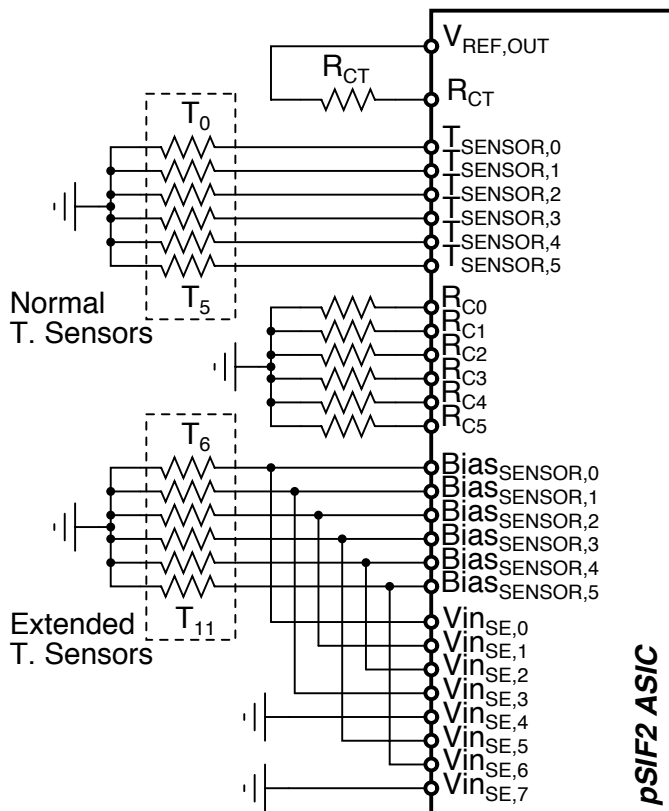 V_REF,OUT
R_CT
R_CT
T_0
T_SENSOR,0
T_SENSOR,1
T_SENSOR,2
T_SENSOR,3
T_SENSOR,4
T_SENSOR,5
T_5
Normal
T. Sensors
R_C0
R_C1
R_C2
R_C3
R_C4
R_C5
T_6
Bias_SENSOR,0
Bias_SENSOR,1
Bias_SENSOR,2
Bias_SENSOR,3
Bias_SENSOR,4
Bias_SENSOR,5
T_11
Extended
T. Sensors
Vin_SE,0
Vin_SE,1
Vin_SE,2
Vin_SE,3
Vin_SE,4
Vin_SE,5
Vin_SE,6
Vin_SE,7
pSIF2 ASIC